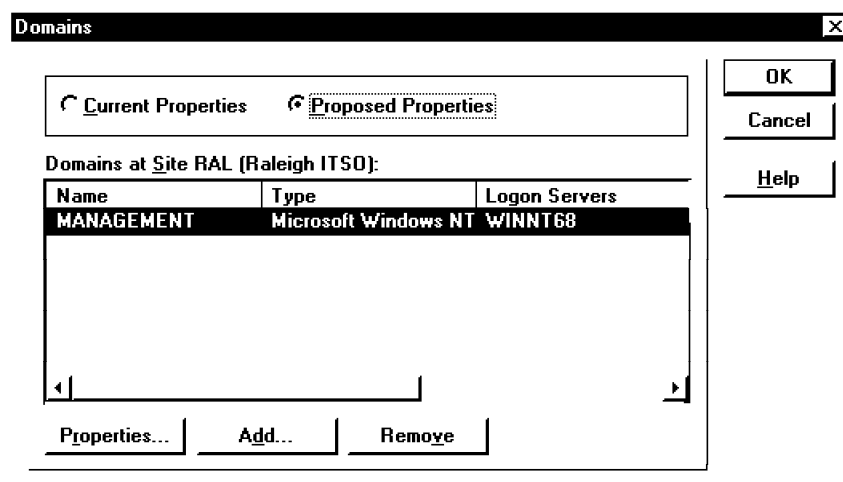 Domains
Current Properties
Proposed Properties
OK
Cancel
Help
Domains at Site RAL (Raleigh ITSO):
Name Type Logon Servers
MANAGEMENT Microsoft Windows NT WINNT68
Properties... Add... Remove